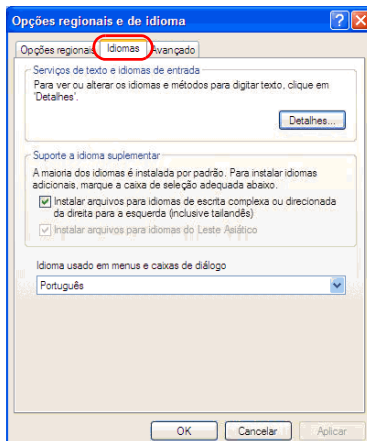 Opções regionais e de idioma
Opções regionais Idiomas Avançado
Serviços de texto e idiomas de entrada
Para ver ou alterar os idiomas e métodos para digitar texto, clique em
'Detalhes'.
Detalhes...
Suporte a idioma suplementar
A maioria dos idiomas é instalada por padrão. Para instalar idiomas
adicionais, marque a caixa de seleção adequada abaixo.
Instalar arquivos para idiomas de escrita complexa ou direcionada
da direita para a esquerda (inclusive tailandês)
Instalar arquivos para idiomas do Leste Asiático
Idioma usado em menus e caixas de diálogo
Português
OK Cancelar Aplicar